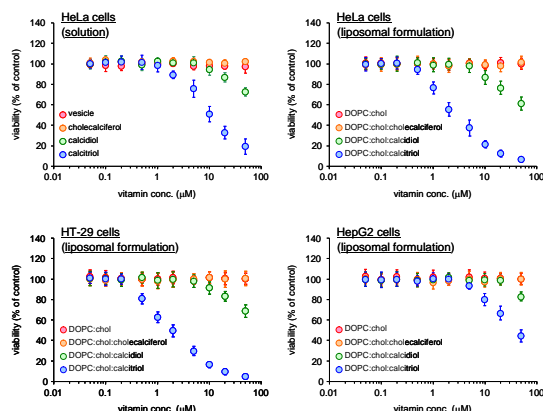 HeLa cells
(solution)
viability (% of control)
140
120
100
80
60
40
20
0
vesicle
cholecalciferol
calcidiol
calcitriol
0.01
0.1
1
10
100
vitamin conc. (μM)
HeLa cells
(liposomal formulation)
viability (% of control)
140
120
100
80
60
40
20
0
DOPC:chol
DOPC:chol:cholecalciferol
DOPC:chol:calcidiol
DOPC:chol:calcitriol
0.01
0.1
1
10
100
vitamin conc. (μM)
HT-29 cells
(liposomal formulation)
viability (% of control)
140
120
100
80
60
40
20
0
DOPC:chol
DOPC:chol:cholecalciferol
DOPC:chol:calcidiol
DOPC:chol:calcitriol
0.01
0.1
1
10
100
vitamin conc. (μM)
HepG2 cells
(liposomal formulation)
viability (% of control)
140
120
100
80
60
40
20
0
DOPC:chol
DOPC:chol:cholecalciferol
DOPC:chol:calcidiol
DOPC:chol:calcitriol
0.01
0.1
1
10
100
vitamin conc. (μM)